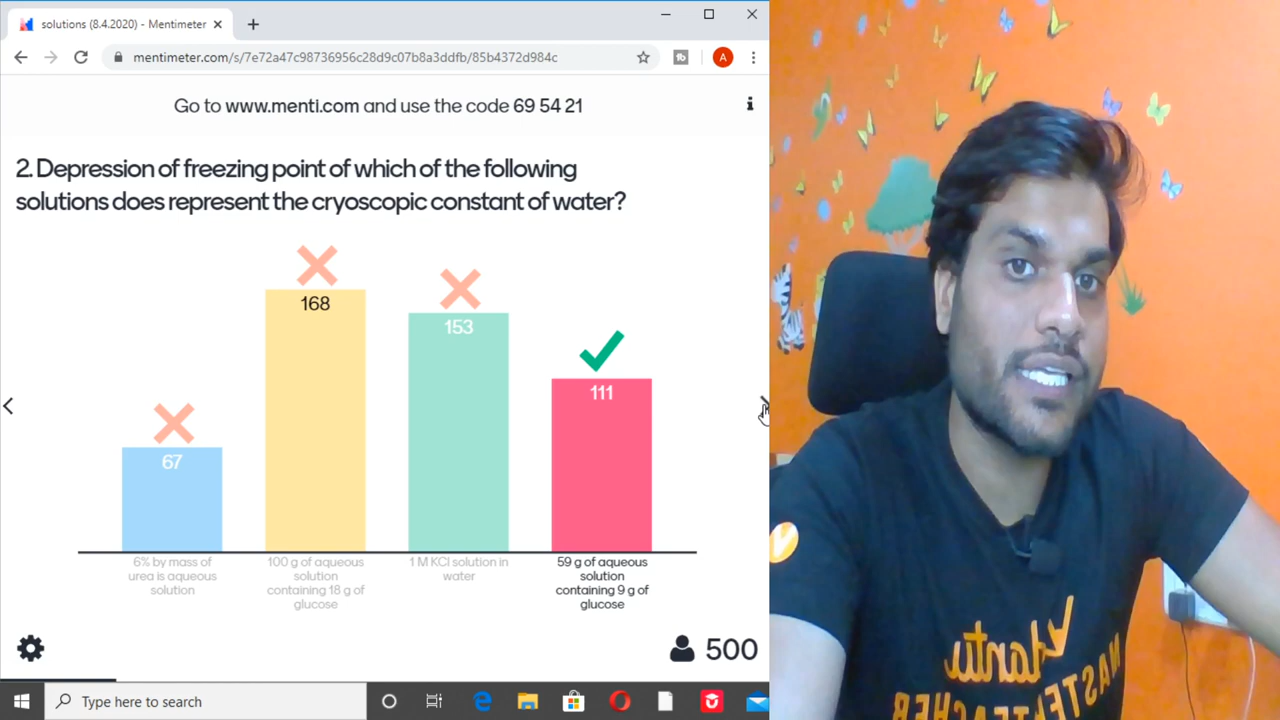 solutions (8.4.2020) - Mentimeter
mentimeter.com/s/7e72a47c98736956c28d9c07b8a3ddfb/85b4372d984c
A
Go to www.menti.com and use the code 69 54 21
2. Depression of freezing point of which of the following
solutions does represent the cryoscopic constant of water?
67
168
153
111
6% by mass of
urea is aqueous
solution
100 g of aqueous
solution
containing 18 g of
glucose
1 M KCl solution in
water
59 g of aqueous
solution
containing 9 g of
glucose
500
Type here to search
Vedantu
MASTERTEACHER